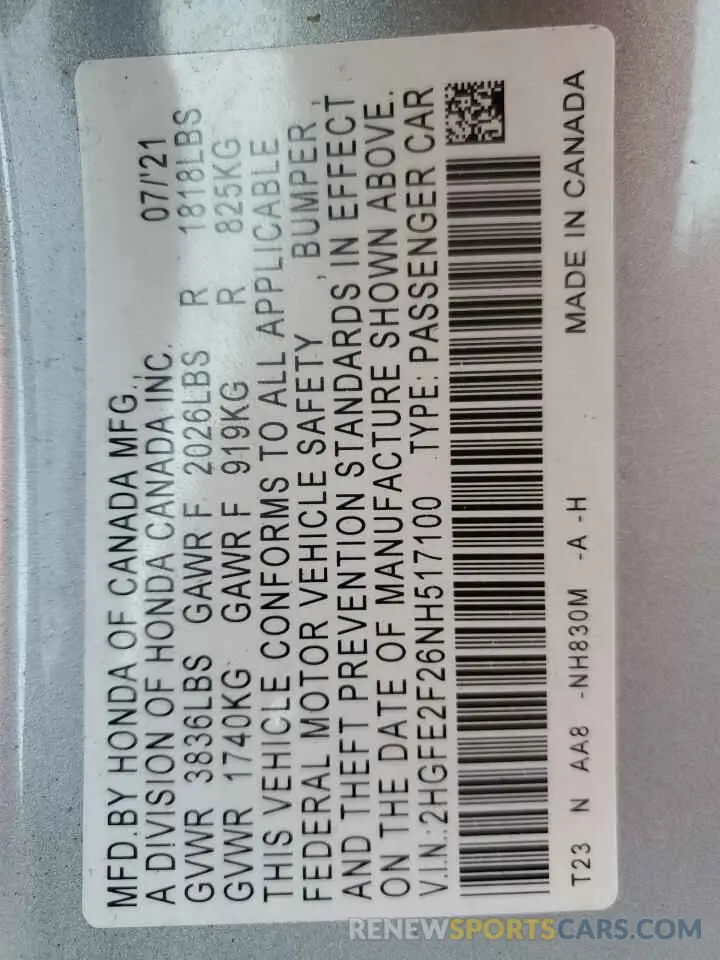 MFD.BY HONDA OF CANADA MFG., 07/'21
A DIVISION OF HONDA CANADA INC.
GVWR 3836LBS GAWR F 2026LBS R 1818LBS
GVWR 1740KG GAWR F 919KG R 825KG
THIS VEHICLE CONFORMS TO ALL APPLICABLE
FEDERAL MOTOR VEHICLE SAFETY , BUMPER ,
AND THEFT PREVENTION STANDARDS IN EFFECT
ON THE DATE OF MANUFACTURE SHOWN ABOVE.
V.I.N.:2HGFE2F26NH517100 TYPE: PASSENGER CAR
T23 N AA8 -NH830M -A -H MADE IN CANADA
RENEWSPORTSCARS.COM